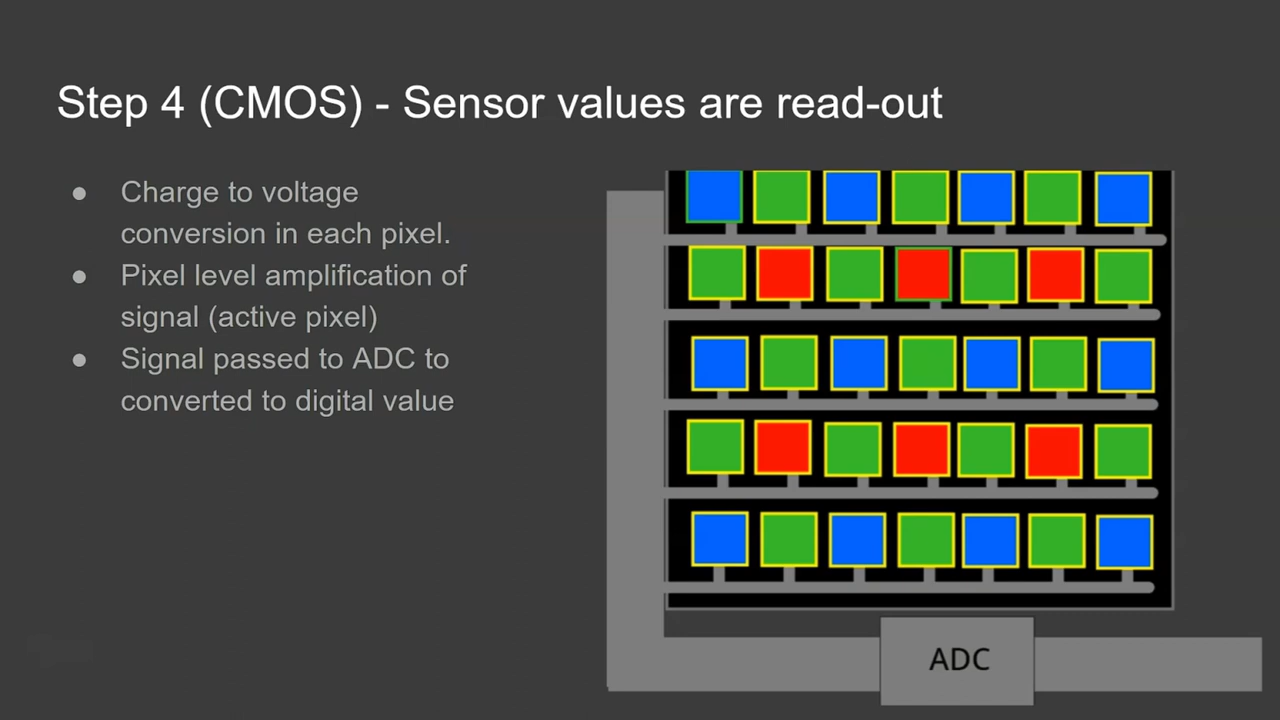 Step 4 (CMOS) - Sensor values are read-out
● Charge to voltage
conversion in each pixel.
● Pixel level amplification of
signal (active pixel)
● Signal passed to ADC to
converted to digital value
ADC